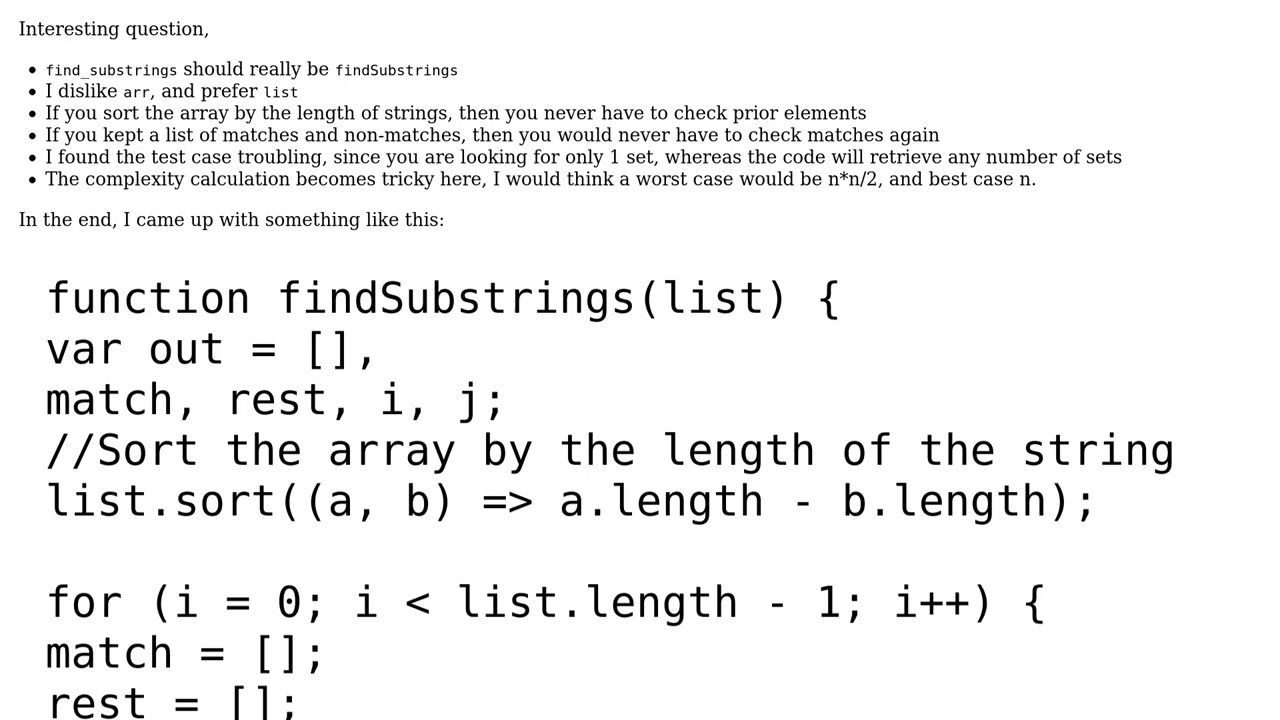 Interesting question,
find_substrings should really be findSubstrings
I dislike arr, and prefer list
If you sort the array by the length of strings, then you never have to check prior elements
If you kept a list of matches and non-matches, then you would never have to check matches again
I found the test case troubling, since you are looking for only 1 set, whereas the code will retrieve any number of sets
The complexity calculation becomes tricky here, I would think a worst case would be n*n/2, and best case n.
In the end, I came up with something like this:
function findSubstrings(list) {
var out = [],
match, rest, i, j;
//Sort the array by the length of the string
list.sort((a, b) => a.length - b.length);
for (i = 0; i < list.length - 1; i++) {
match = [];
rest = [];